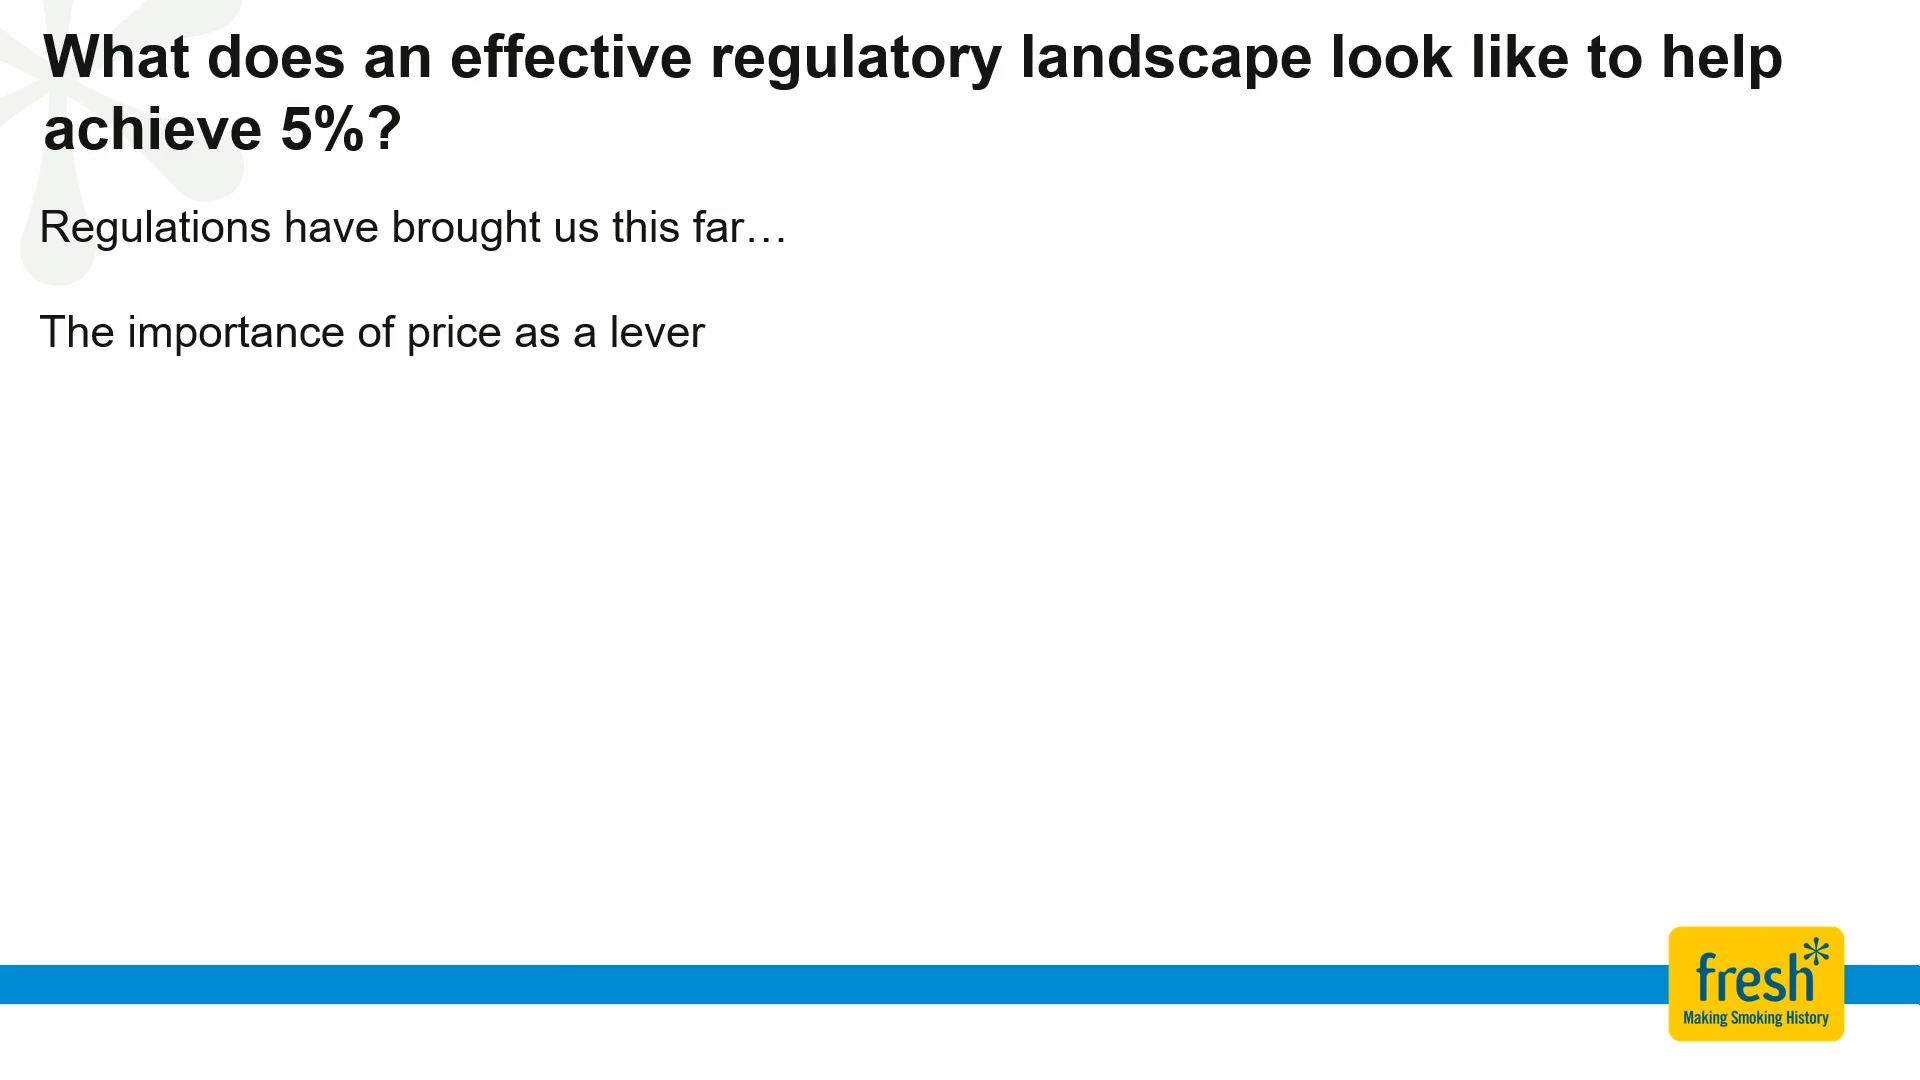 What does an effective regulatory landscape look like to help
achieve 5%?
Regulations have brought us this far…
The importance of price as a lever
fresh*
Making Smoking History